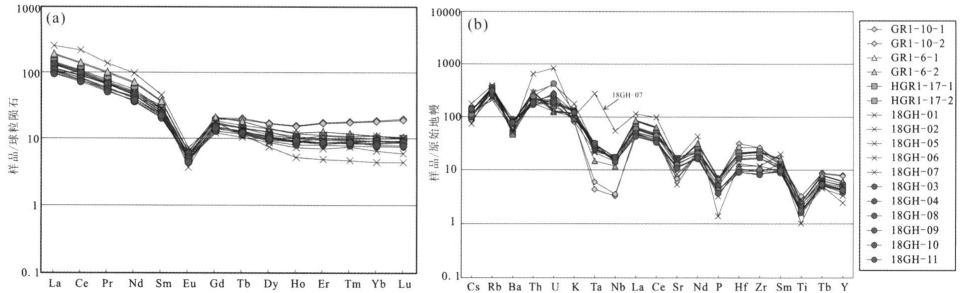 (a)
1000
100
10
1
0.1
样品/球粒陨石
La Ce Pr Nd Sm Eu Gd Tb Dy Ho Er Tm Yb Lu
(b)
10000
1000
100
10
1
0.1
样品/原始地幔
18GH-07
Cs Rb Ba Th U K Ta Nb La Ce Sr Nd P Hf Zr Sm Ti Tb Y
GR1-10-1
GR1-10-2
GR1-6-1
GR1-6-2
HGR1-17-1
HGR1-17-2
18GH-01
18GH-02
18GH-05
18GH-06
18GH-07
18GH-03
18GH-04
18GH-08
18GH-09
18GH-10
18GH-11